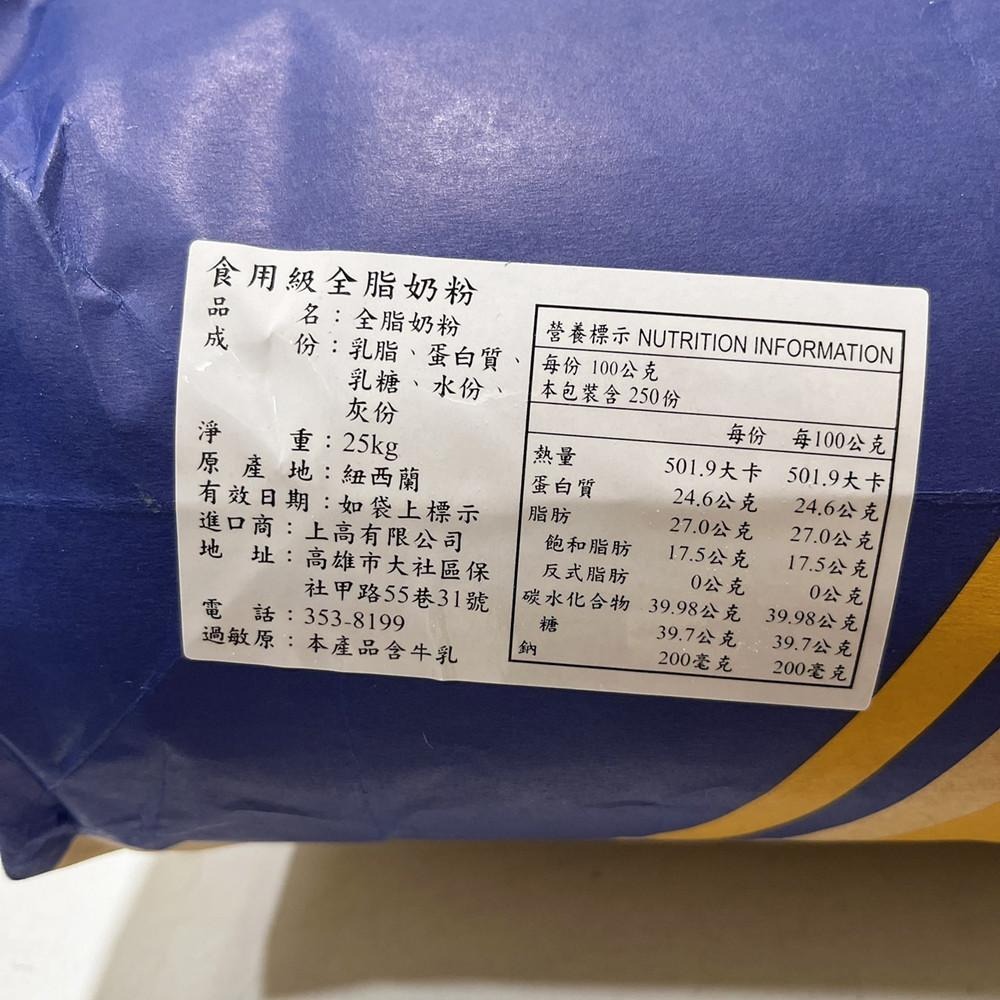 食用級全脂奶粉
品名：全脂奶粉
成份：乳脂、蛋白質、
乳糖、水份、
灰份
淨重：25kg
原產地：紐西蘭
有效日期：如袋上標示
進口商：上高有限公司
地址：高雄市大社區保
社甲路55巷31號
電話：353-8199
過敏原：本產品含牛乳
營養標示 NUTRITION INFORMATION
每份 100公克
本包裝含 250份
每份 每100公克
熱量 501.9大卡 501.9大卡
蛋白質 24.6公克 24.6公克
脂肪 27.0公克 27.0公克
飽和脂肪 17.5公克 17.5公克
反式脂肪 0公克 0公克
碳水化合物 39.98公克 39.98公克
糖 39.7公克 39.7公克
鈉 200毫克 200毫克